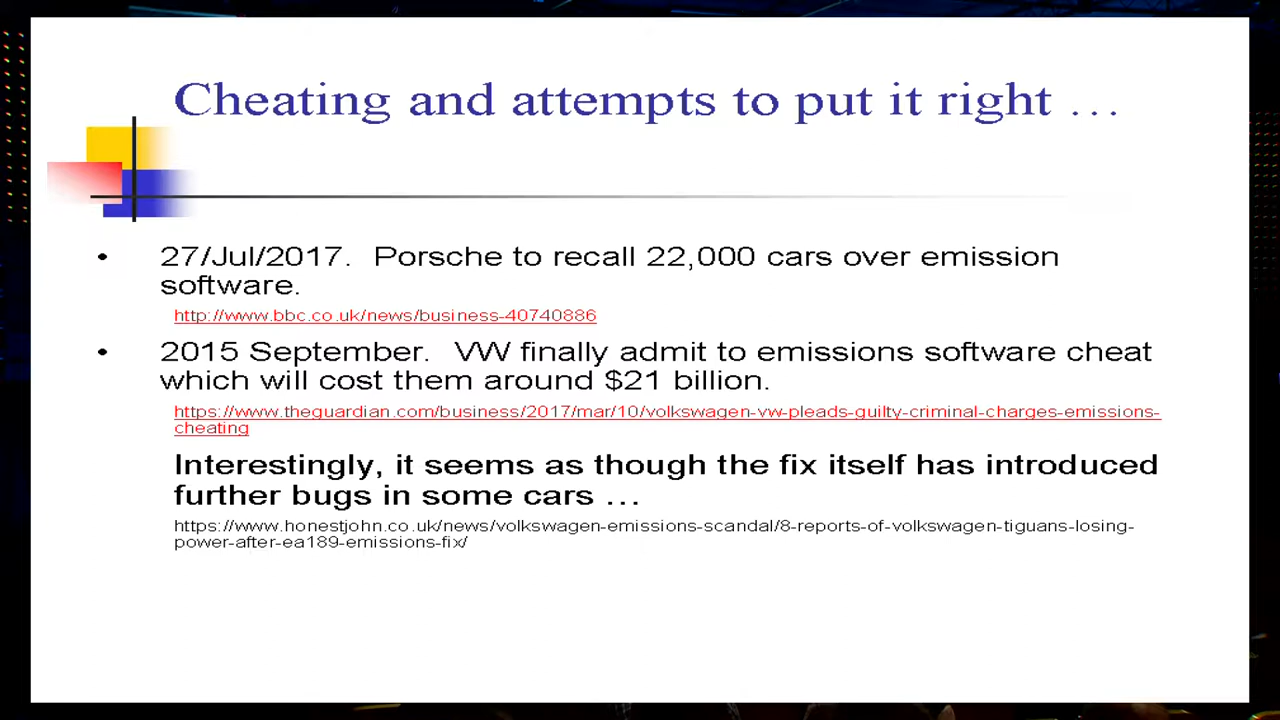 Cheating and attempts to put it right …
• 27/Jul/2017. Porsche to recall 22,000 cars over emission
software.
http://www.bbc.co.uk/news/business-40740886
• 2015 September. VW finally admit to emissions software cheat
which will cost them around $21 billion.
https://www.theguardian.com/business/2017/mar/10/volkswagen-vw-pleads-guilty-criminal-charges-emissions-
cheating
Interestingly, it seems as though the fix itself has introduced
further bugs in some cars …
https://www.honestjohn.co.uk/news/volkswagen-emissions-scandal/8-reports-of-volkswagen-tiguans-losing-
power-after-ea189-emissions-fix/